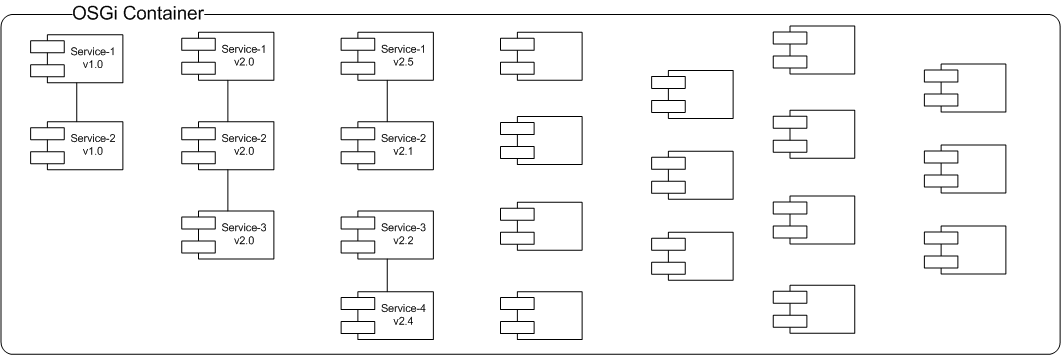 OSGi Container
Service-1
v1.0
Service-1
v2.0
Service-1
v2.5
Service-2
v1.0
Service-2
v2.0
Service-2
v2.1
Service-3
v2.0
Service-3
v2.2
Service-4
v2.4